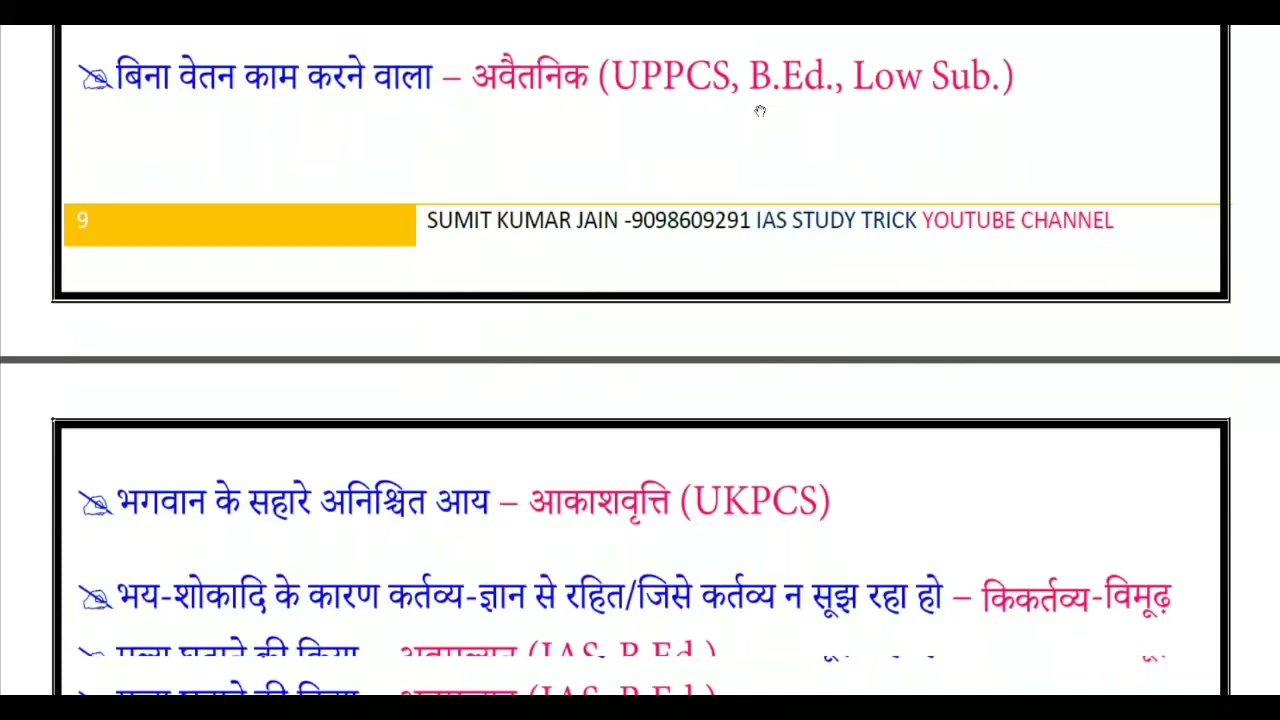 बिना वेतन काम करने वाला – अवैतनिक (UPPCS, B.Ed., Low Sub.)
9 SUMIT KUMAR JAIN -9098609291 IAS STUDY TRICK YOUTUBE CHANNEL
भगवान के सहारे अनिश्चित आय – आकाशवृत्ति (UKPCS)
भय-शोकादि के कारण कर्तव्य-ज्ञान से रहित/जिसे कर्तव्य न सूझ रहा हो – किकर्तव्य-विमूढ़